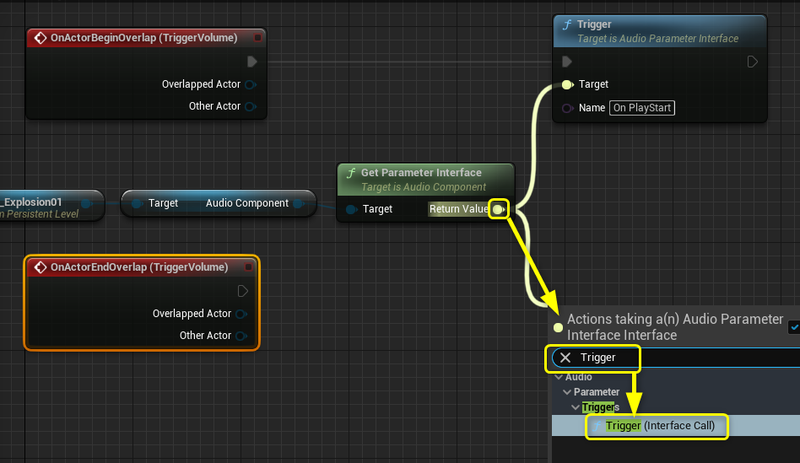 OnActorBeginOverlap (TriggerVolume)
Overlapped Actor
Other Actor
f Trigger
Target is Audio Parameter Interface
Target
Name On PlayStart
_Explosion01
m Persistent Level
Target Audio Component
f Get Parameter Interface
Target is Audio Component
Target Return Value
OnActorEndOverlap (TriggerVolume)
Overlapped Actor
Other Actor
Actions taking a(n) Audio Parameter
Interface Interface
Trigger
Audio
Parameter
Triggers
f Trigger (Interface Call)